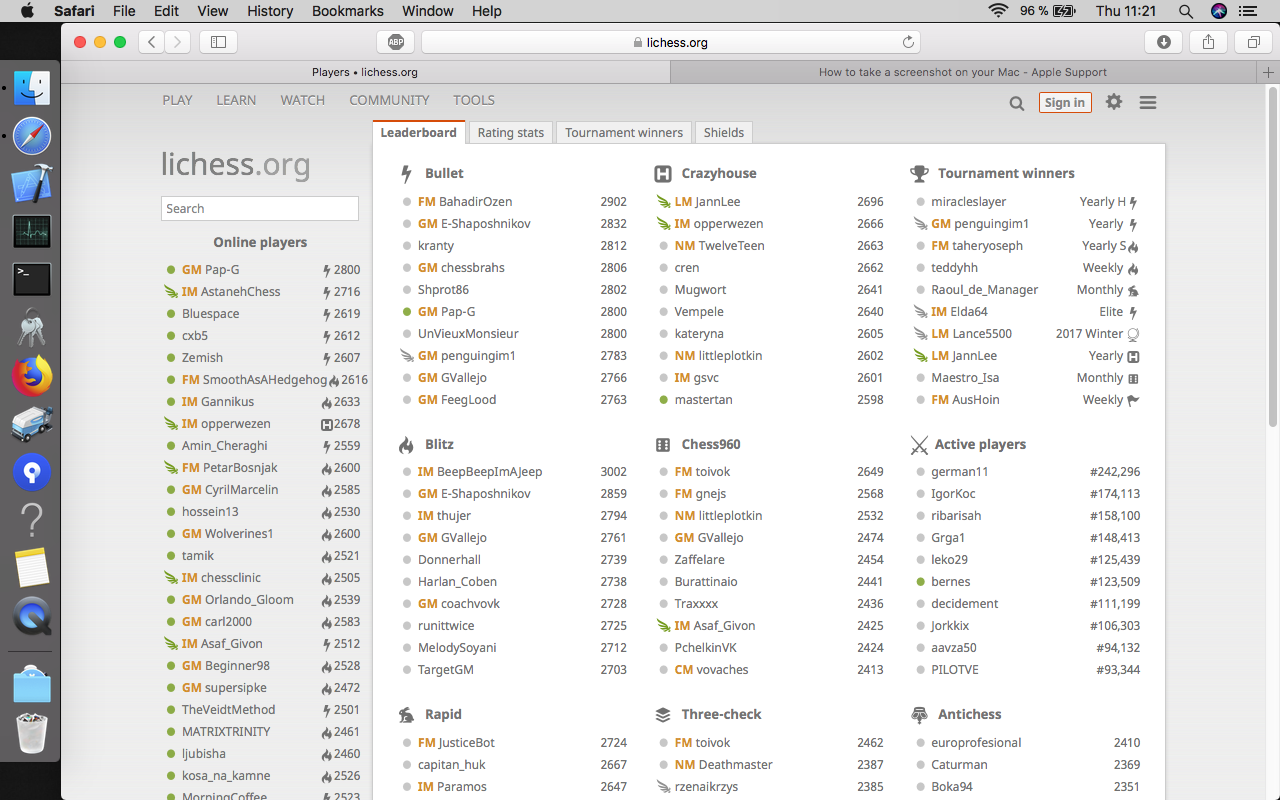 Safari File Edit View History Bookmarks Window Help 96 % Thu 11:21
ABP lichess.org
Players • lichess.org How to take a screenshot on your Mac - Apple Support
PLAY LEARN WATCH COMMUNITY TOOLS Sign in
Leaderboard Rating stats Tournament winners Shields
lichess.org
Search
Online players
GM Pap-G 2800
IM AstanehChess 2716
Bluespace 2619
cxb5 2612
Zemish 2607
FM SmoothAsAHedgehog 2616
IM Gannikus 2633
IM opperwezen 2678
Amin_Cheraghi 2559
FM PetarBosnjak 2600
GM CyrilMarcelin 2585
hossein13 2530
GM Wolverines1 2600
tamik 2521
IM chessclinic 2505
GM Orlando_Gloom 2539
GM carl2000 2583
IM Asaf_Givon 2512
GM Beginner98 2528
GM supersipke 2472
TheVeidtMethod 2501
MATRIXTRINITY 2461
ljubisha 2460
kosa_na_kamne 2526
MorningCoffee 2523
Bullet
FM BahadirOzen 2902
GM E-Shaposhnikov 2832
kranty 2812
GM chessbrahs 2806
Shprot86 2802
GM Pap-G 2800
UnVieuxMonsieur 2800
GM penguingim1 2783
GM GVallejo 2766
GM FeegLood 2763
Crazyhouse
LM JannLee 2696
IM opperwezen 2666
NM TwelveTeen 2663
cren 2662
Mugwort 2641
Vempele 2640
kateryna 2605
NM littleplotkin 2602
IM gsvc 2601
mastertan 2598
Tournament winners
miracleslayer Yearly H
GM penguingim1 Yearly
FM taheryoseph Yearly S
teddyhh Weekly
Raoul_de_Manager Monthly
IM Elda64 Elite
LM Lance5500 2017 Winter
LM JannLee Yearly
Maestro_Isa Monthly
FM AusHoin Weekly
Blitz
IM BeepBeepImAJeep 3002
GM E-Shaposhnikov 2859
IM thujer 2794
GM GVallejo 2761
Donnerhall 2739
Harlan_Coben 2738
GM coachvovk 2728
runittwice 2725
MelodySoyani 2712
TargetGM 2703
Chess960
FM toivok 2649
FM gnejs 2568
NM littleplotkin 2532
GM GVallejo 2474
Zaffelare 2454
Burattinaio 2441
Traxxxx 2436
IM Asaf_Givon 2425
PchelkinVK 2424
CM vovaches 2413
Active players
german11 #242,296
IgorKoc #174,113
ribarisah #158,100
Grga1 #148,413
leko29 #125,439
bernes #123,509
decidement #111,199
Jorkkix #106,303
aavza50 #94,132
PILOTVE #93,344
Rapid
FM JusticeBot 2724
capitan_huk 2667
IM Paramos 2647
Three-check
FM toivok 2462
NM Deathmaster 2387
rzenaikrzys 2385
Antichess
europrofesional 2410
Caturman 2369
Boka94 2351